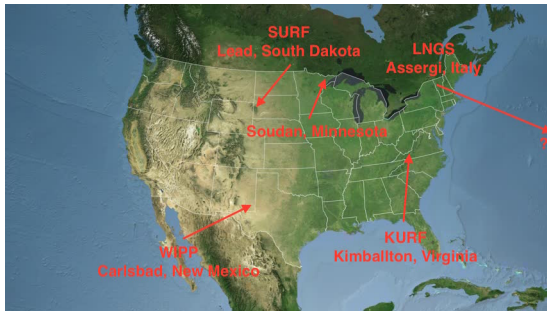 SURF
Lead, South Dakota
LNGS
Assergi, Italy
Soudan, Minnesota
WIPP
Carlsbad, New Mexico
KURF
Kimballton, Virginia